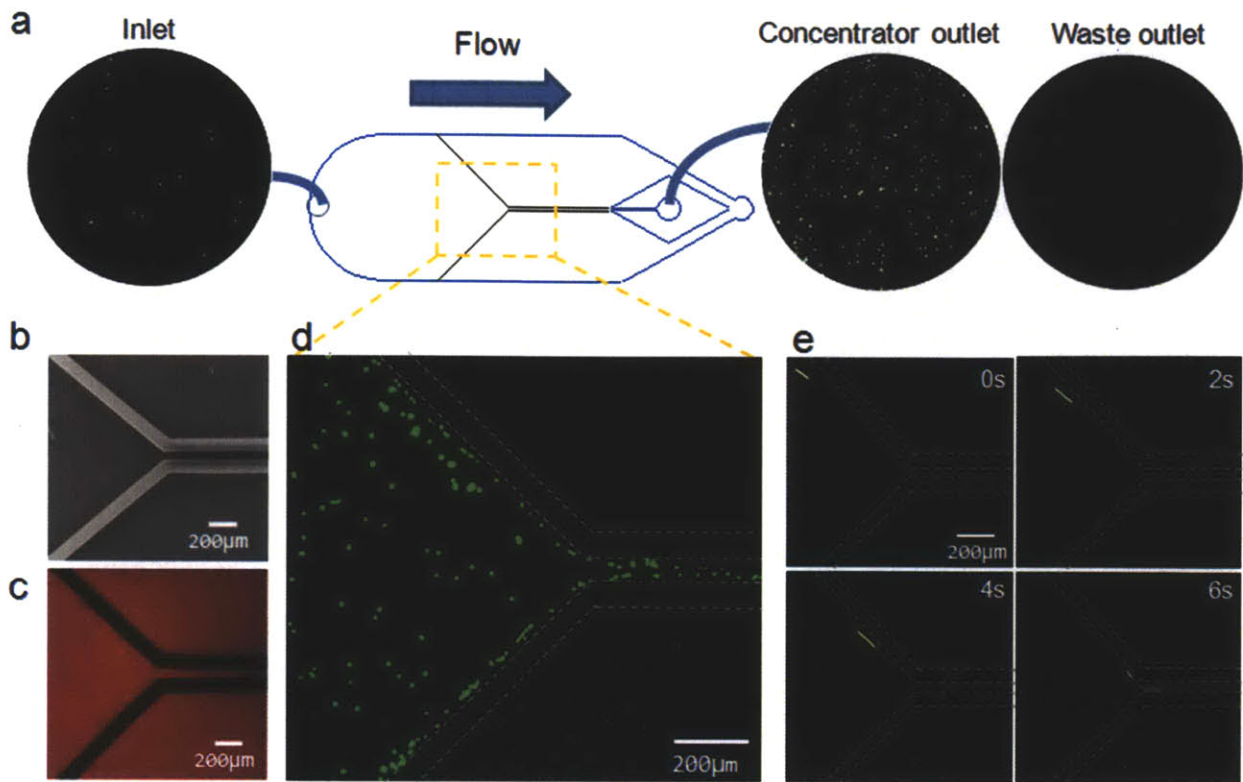 a
Inlet
Flow
Concentrator outlet
Waste outlet
b
200μm
c
200μm
d
200μm
e
0s
200μm
2s
4s
6s